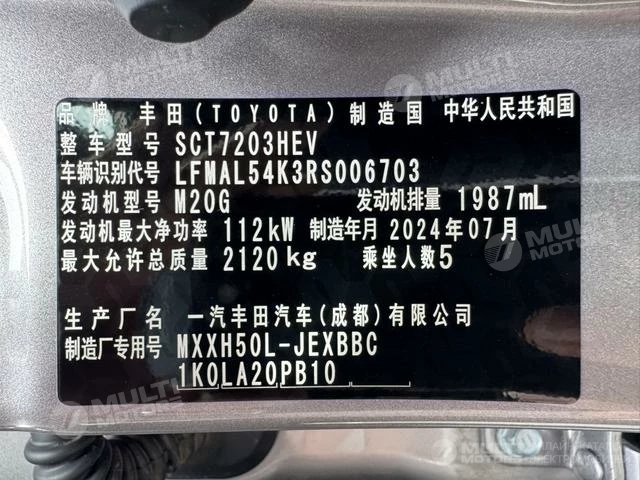 品牌 丰田(TOYOTA) 制造国 中华人民共和国
整车型号 SCT7203HEV
车辆识别代号 LFMAL54K3RS006703
发动机型号 M20G 发动机排量 1987mL
发动机最大净功率 112kW 制造年月 2024年07月
最大允许总质量 2120kg 乘坐人数5
生产厂名 一汽丰田汽车(成都)有限公司
制造厂专用号 MXXH50L-JEXBBC
1K0LA20PB10
MULTI MOTORS